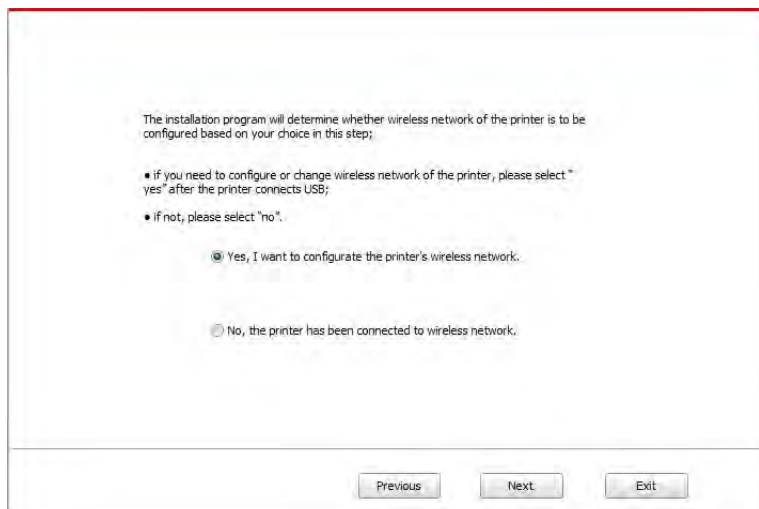 The installation program will determine whether wireless network of the printer is to be
configured based on your choice in this step;
• if you need to configure or change wireless network of the printer, please select "
yes" after the printer connects USB;
• if not, please select "no".
Yes, I want to configurate the printer's wireless network.
No, the printer has been connected to wireless network.
Previous Next Exit